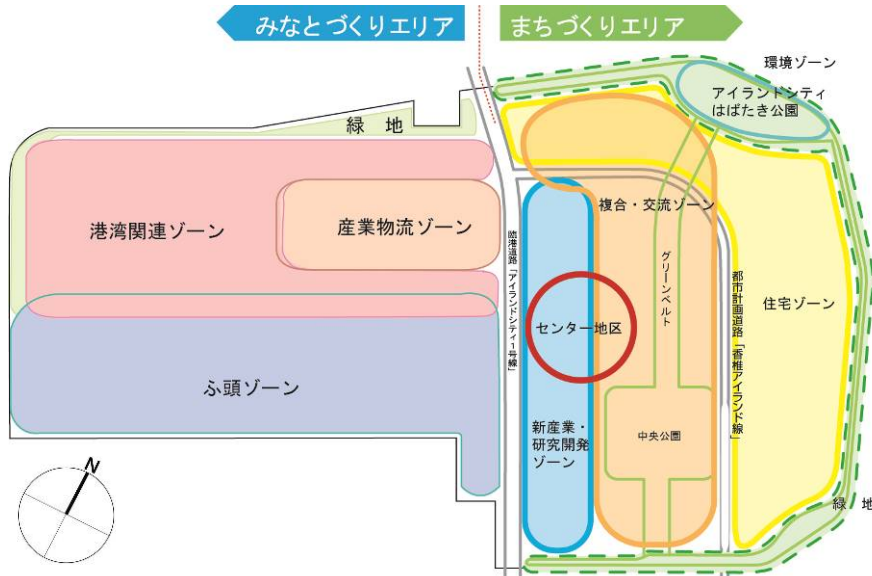 みなとづくりエリア
まちづくりエリア
環境ゾーン
アイランドシティ
はばたき公園
緑 地
港湾関連ゾーン
産業物流ゾーン
複合・交流ゾーン
臨港道路「アイランドシティ1号線」
グリーンベルト
都市計画道路「香椎アイランド線」
住宅ゾーン
センター地区
ふ頭ゾーン
新産業・
研究開発
ゾーン
中央公園
緑 地
N